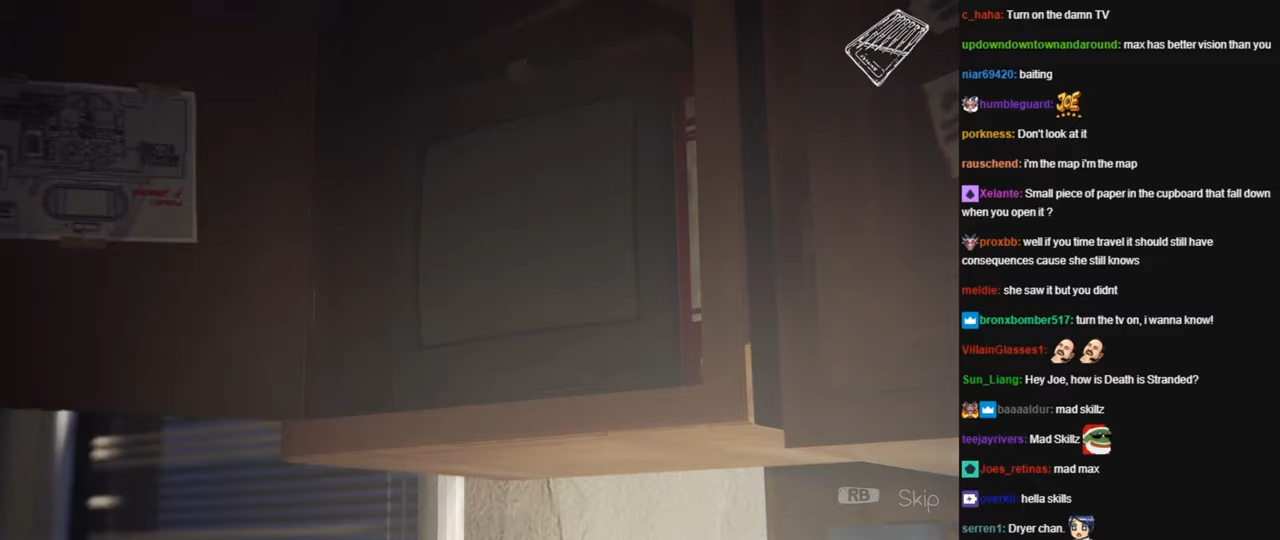 RB Skip
c_haha: Turn on the damn TV
updowndowntownandaround: max has better vision than you
niar69420: baiting
humbleguard: JOE
porkness: Don't look at it
rauschend: i'm the map i'm the map
Xelante: Small piece of paper in the cupboard that fall down
when you open it ?
proxbb: well if you time travel it should still have
consequences cause she still knows
meldie: she saw it but you didnt
bronxbomber517: turn the tv on, i wanna know!
VillainGlasses1:
Sun_Liang: Hey Joe, how is Death is Stranded?
baaaaldur: mad skillz
teejayrivers: Mad Skillz
Joes_retinas: mad max
hella skills
serren1: Dryer chan.